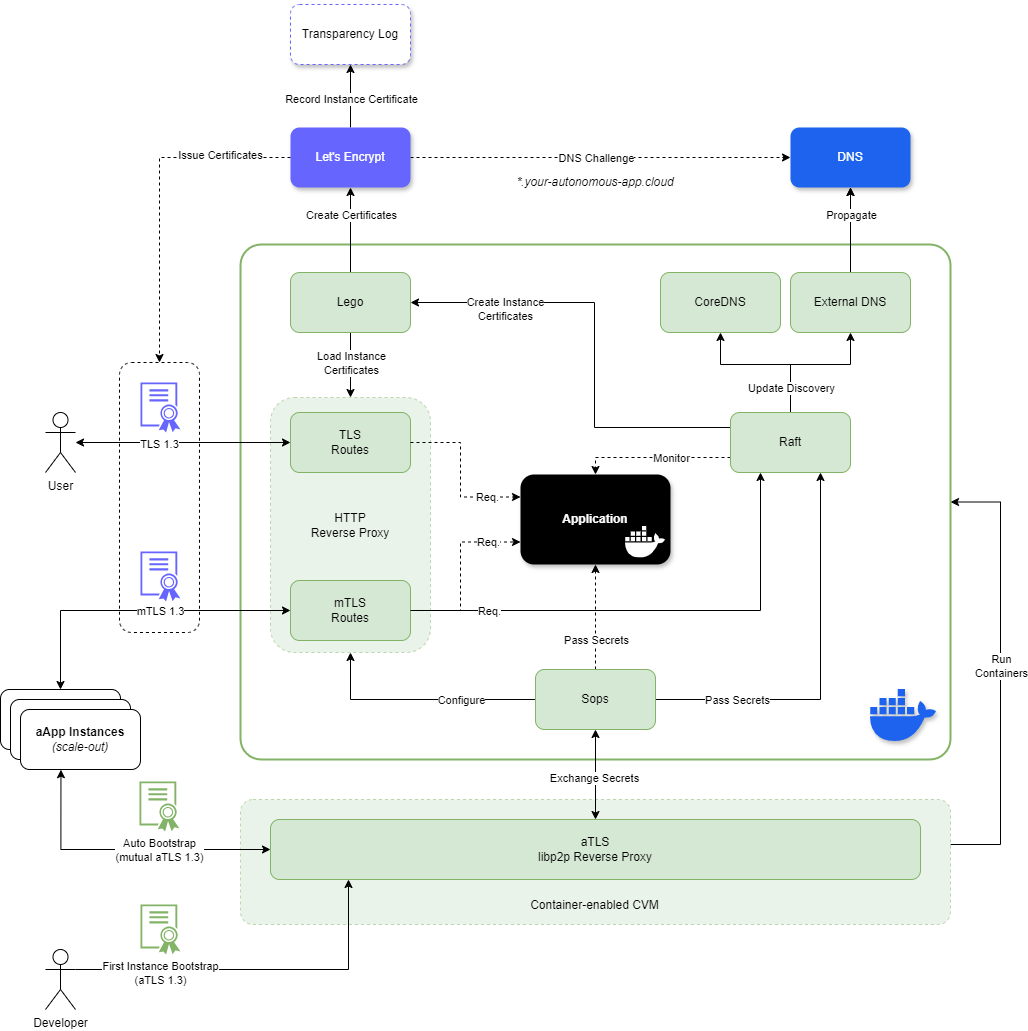 Transparency Log
Record Instance Certificate
Issue Certificates
Let's Encrypt
DNS Challenge
DNS
*.your-autonomous-app.cloud
Create Certificates
Propagate
Lego
Create Instance
Certificates
CoreDNS
External DNS
Load Instance
Certificates
Update Discovery
TLS
Routes
Raft
TLS 1.3
Monitor
User
Req.
HTTP
Reverse Proxy
Application
Req.
mTLS
Routes
mTLS 1.3
Req.
Pass Secrets
Run
Containers
Configure
Sops
Pass Secrets
aApp Instances
(scale-out)
Exchange Secrets
Auto Bootstrap
(mutual aTLS 1.3)
aTLS
libp2p Reverse Proxy
Container-enabled CVM
First Instance Bootstrap
(aTLS 1.3)
Developer